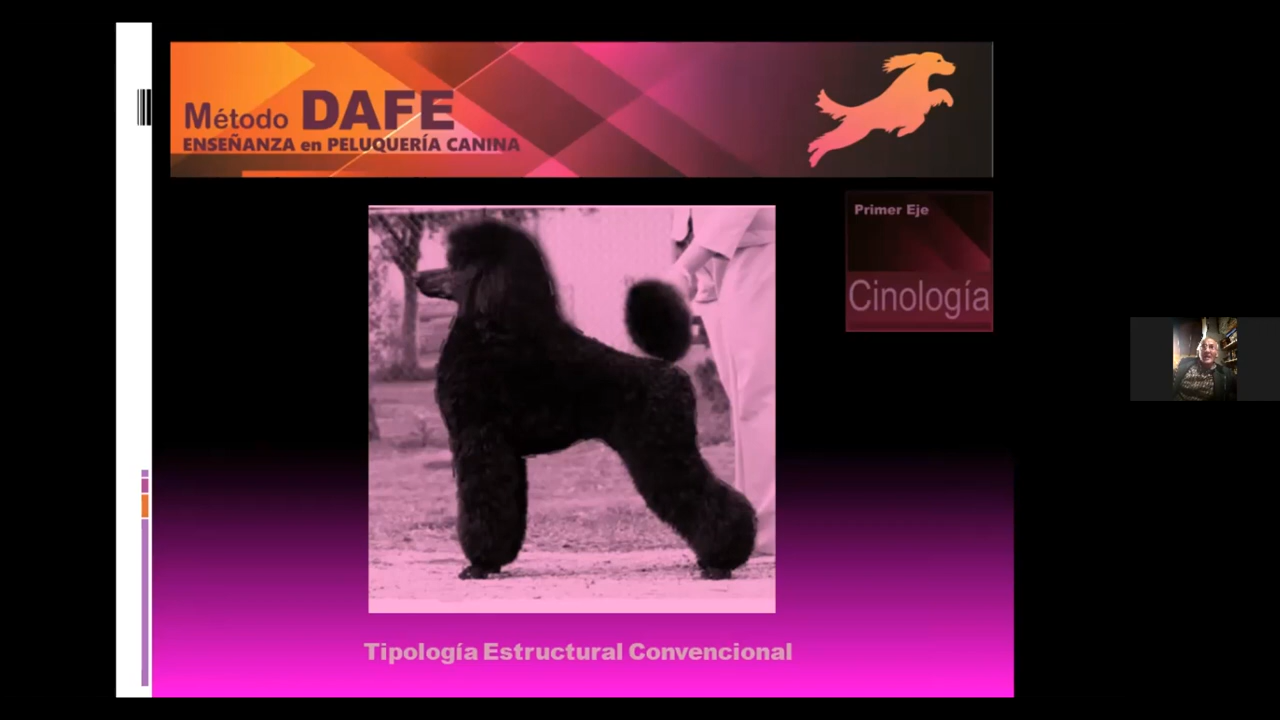 Método DAFE
ENSEÑANZA en PELUQUERÍA CANINA
Primer Eje
Cinología
Tipología Estructural Convencional